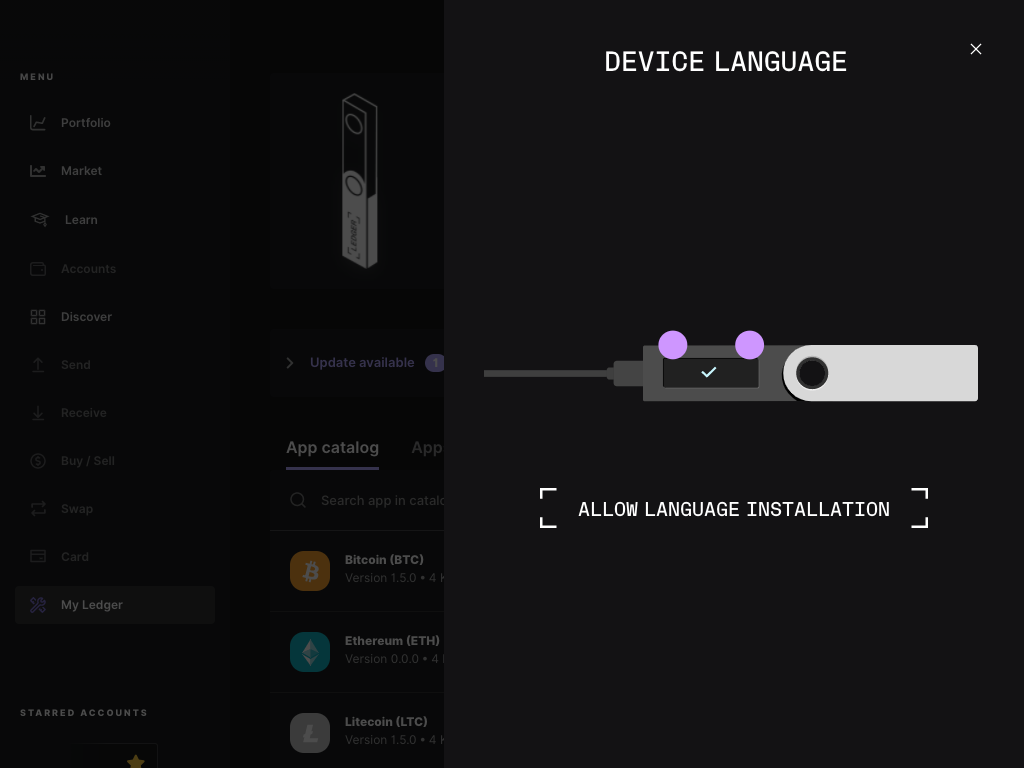 MENU
Portfolio
Market
Learn
Accounts
Discover
Send
Receive
Buy / Sell
Swap
Card
My Ledger
STARRED ACCOUNTS
LEDGER
Update available 1
App catalog App
Search app in catalo
Bitcoin (BTC)
Version 1.5.0 • 4 K
Ethereum (ETH)
Version 0.0.0 • 4
Litecoin (LTC)
Version 1.5.0 • 4 K
DEVICE LANGUAGE
ALLOW LANGUAGE INSTALLATION